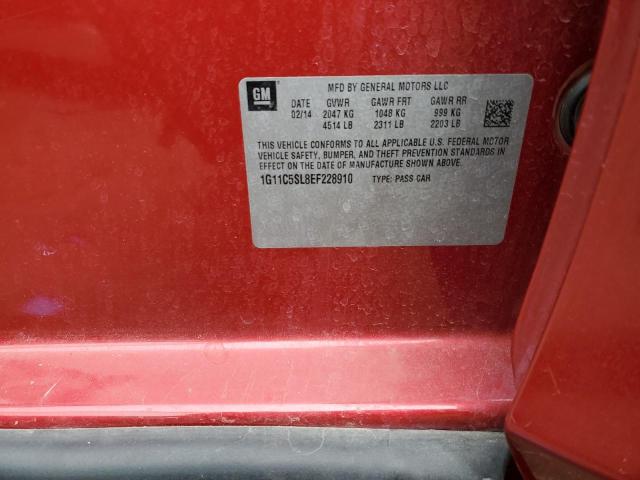 GM
MFD BY GENERAL MOTORS LLC
DATE GVWR GAWR FRT GAWR RR
02/14 2047 KG 1048 KG 999 KG
4514 LB 2311 LB 2203 LB
THIS VEHICLE CONFORMS TO ALL APPLICABLE U.S. FEDERAL MOTOR
VEHICLE SAFETY, BUMPER, AND THEFT PREVENTION STANDARDS IN
EFFECT ON THE DATE OF MANUFACTURE SHOWN ABOVE.
1G11C5SL8EF228910 TYPE: PASS CAR